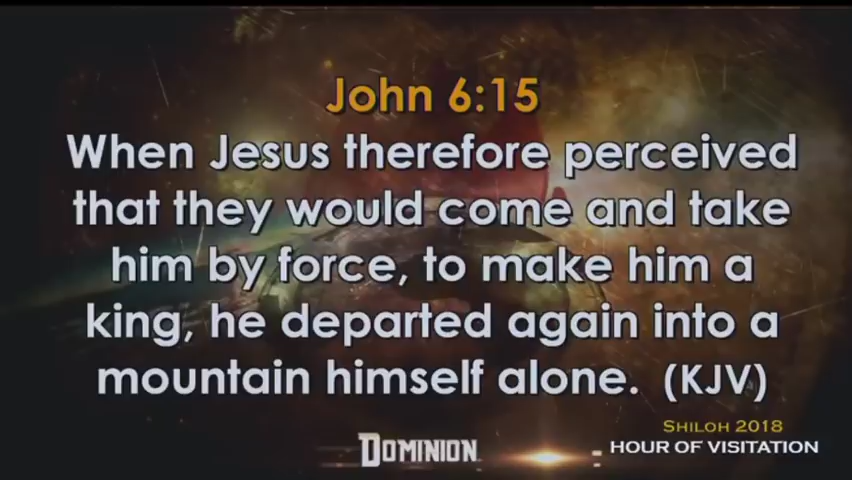 John 6:15
When Jesus therefore perceived
that they would come and take
him by force, to make him a
king, he departed again into a
mountain himself alone. (KJV)
SHILOH 2018
DOMINION
HOUR OF VISITATION